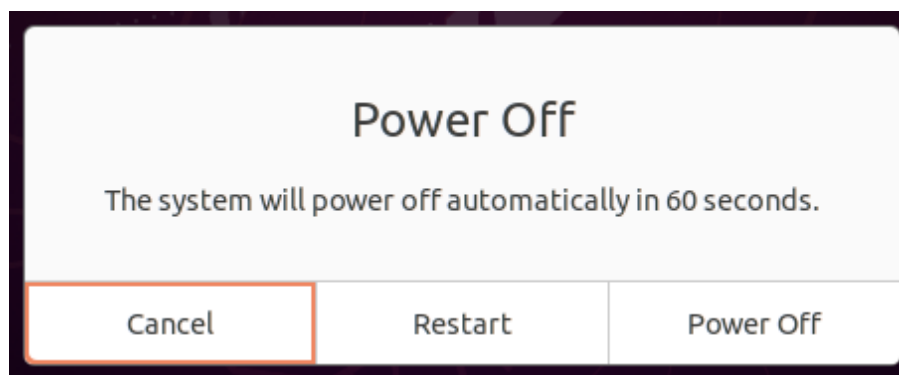 Power Off
The system will power off automatically in 60 seconds.
Cancel Restart Power Off